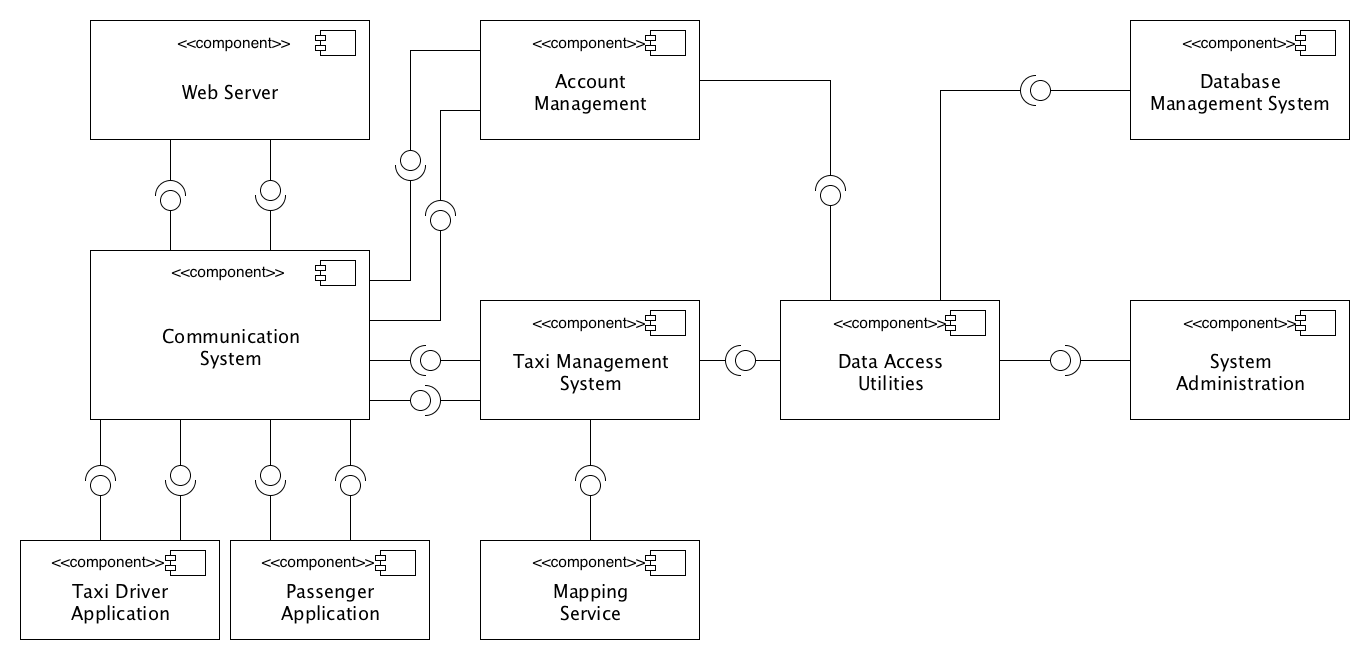 <<component>>
Web Server
<<component>>
Account
Management
<<component>>
Database
Management System
<<component>>
Communication
System
<<component>>
Taxi Management
System
<<component>>
Data Access
Utilities
<<component>>
System
Administration
<<component>>
Taxi Driver
Application
<<component>>
Passenger
Application
<<component>>
Mapping
Service